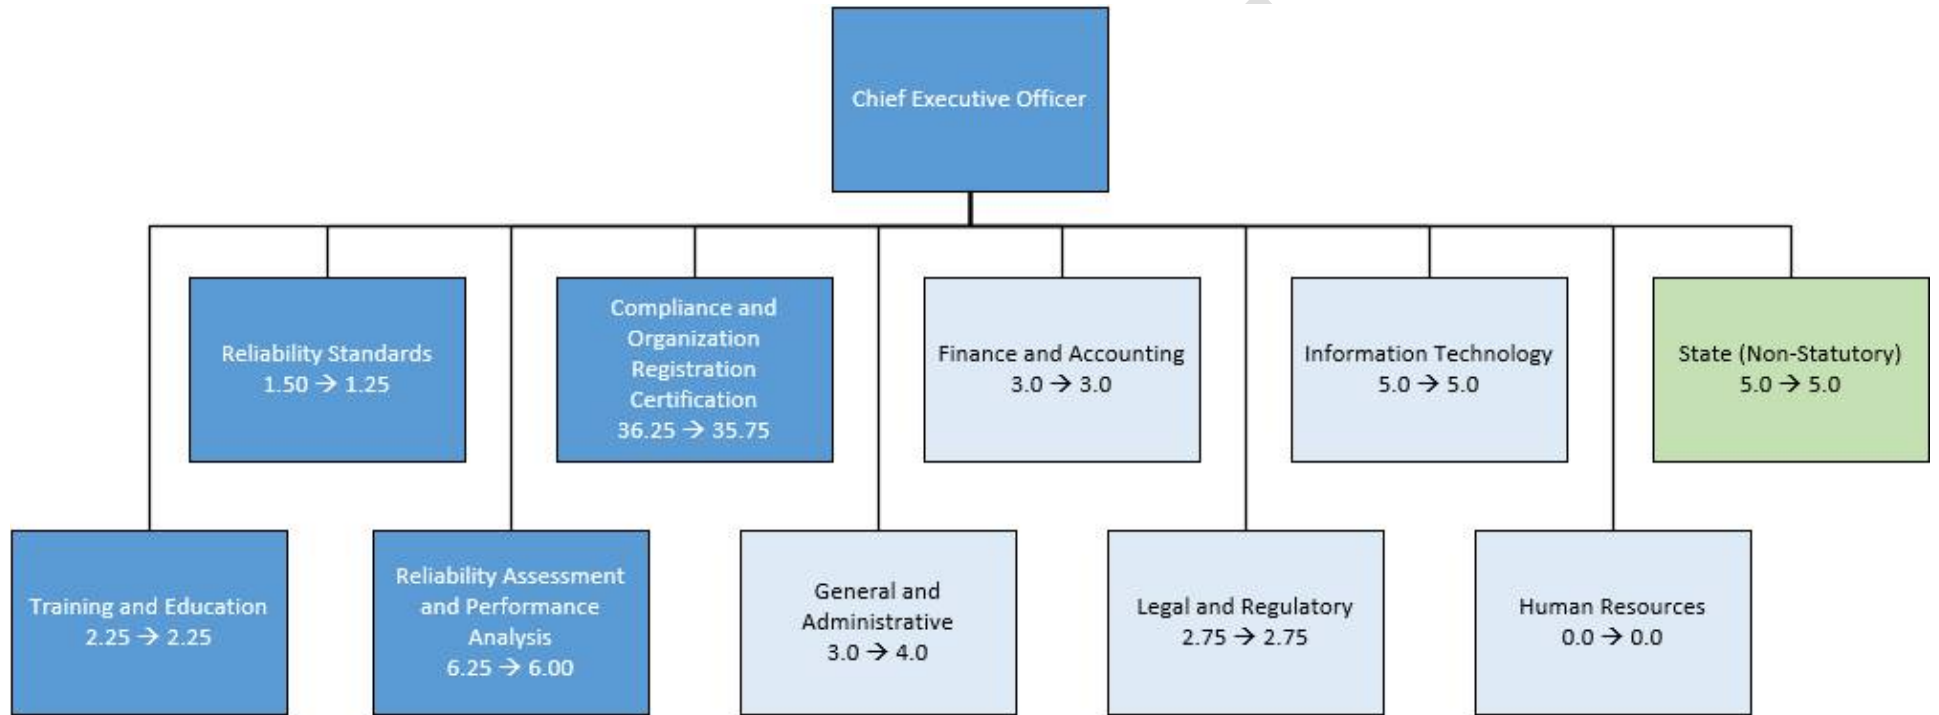 Chief Executive Officer
Reliability Standards
1.50 → 1.25
Compliance and
Organization
Registration
Certification
36.25 → 35.75
Finance and Accounting
3.0 → 3.0
Information Technology
5.0 → 5.0
State (Non-Statutory)
5.0 → 5.0
Training and Education
2.25 → 2.25
Reliability Assessment
and Performance
Analysis
6.25 → 6.00
General and
Administrative
3.0 → 4.0
Legal and Regulatory
2.75 → 2.75
Human Resources
0.0 → 0.0